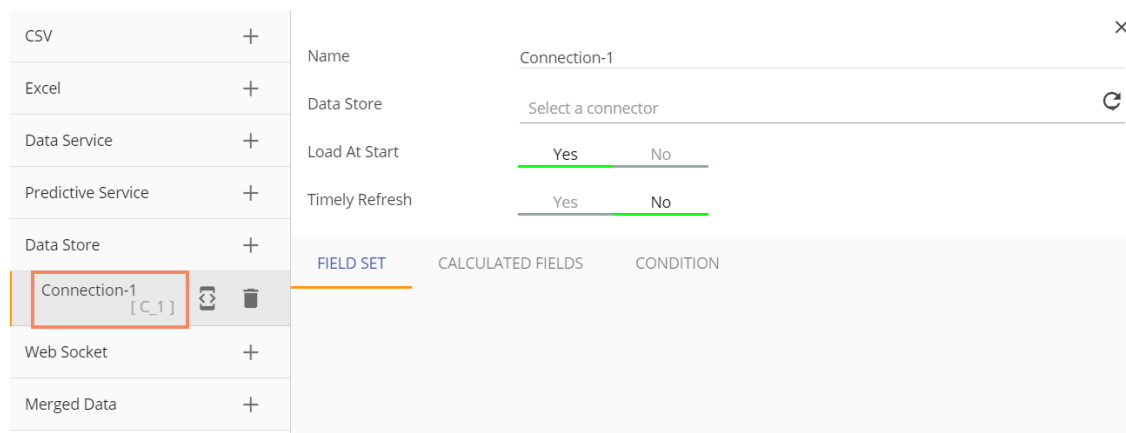 CSV
Excel
Data Service
Predictive Service
Data Store
Connection-1
[ C_1 ]
Web Socket
Merged Data
Name Connection-1
Data Store Select a connector
Load At Start Yes No
Timely Refresh Yes No
FIELD SET CALCULATED FIELDS CONDITION